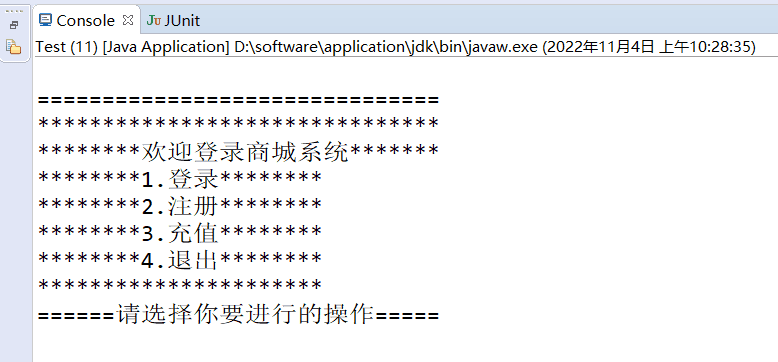 Console JUnit
Test (11) [Java Application] D:\software\application\jdk\bin\javaw.exe (2022年11月4日 上午10:28:35)
===============================
*******************************
********欢迎登录商城系统*******
********1.登录********
********2.注册********
********3.充值********
********4.退出********
**********************
======请选择你要进行的操作=====